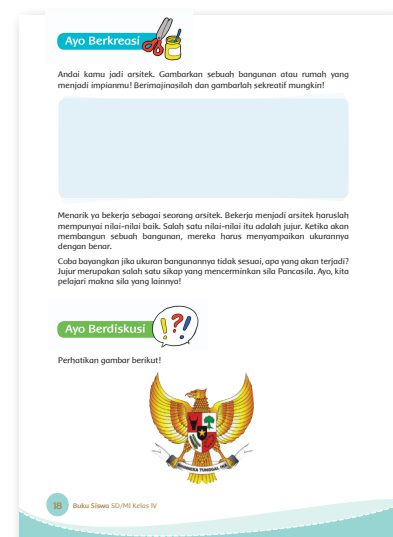 Ayo Berkreasi
Andai kamu jadi arsitek. Gambarkan sebuah bangunan atau rumah yang
menjadi impianmu! Berimajinasilah dan gambarlah sekreatif mungkin!
Menarik ya bekerja sebagai seorang arsitek. Bekerja menjadi arsitek haruslah
mempunyai nilai-nilai baik. Salah satu nilai-nilai itu adalah jujur. Ketika akan
membangun sebuah bangunan, mereka harus menyampaikan ukurannya
dengan benar.
Coba bayangkan jika ukuran bangunannya tidak sesuai, apa yang akan terjadi?
Jujur merupakan salah satu sikap yang mencerminkan sila Pancasila. Ayo, kita
pelajari makna sila yang lainnya!
Ayo Berdiskusi
! ? !
Perhatikan gambar berikut!
BHINNEKA TUNGGAL IKA
18 Buku Siswa SD/MI Kelas IV